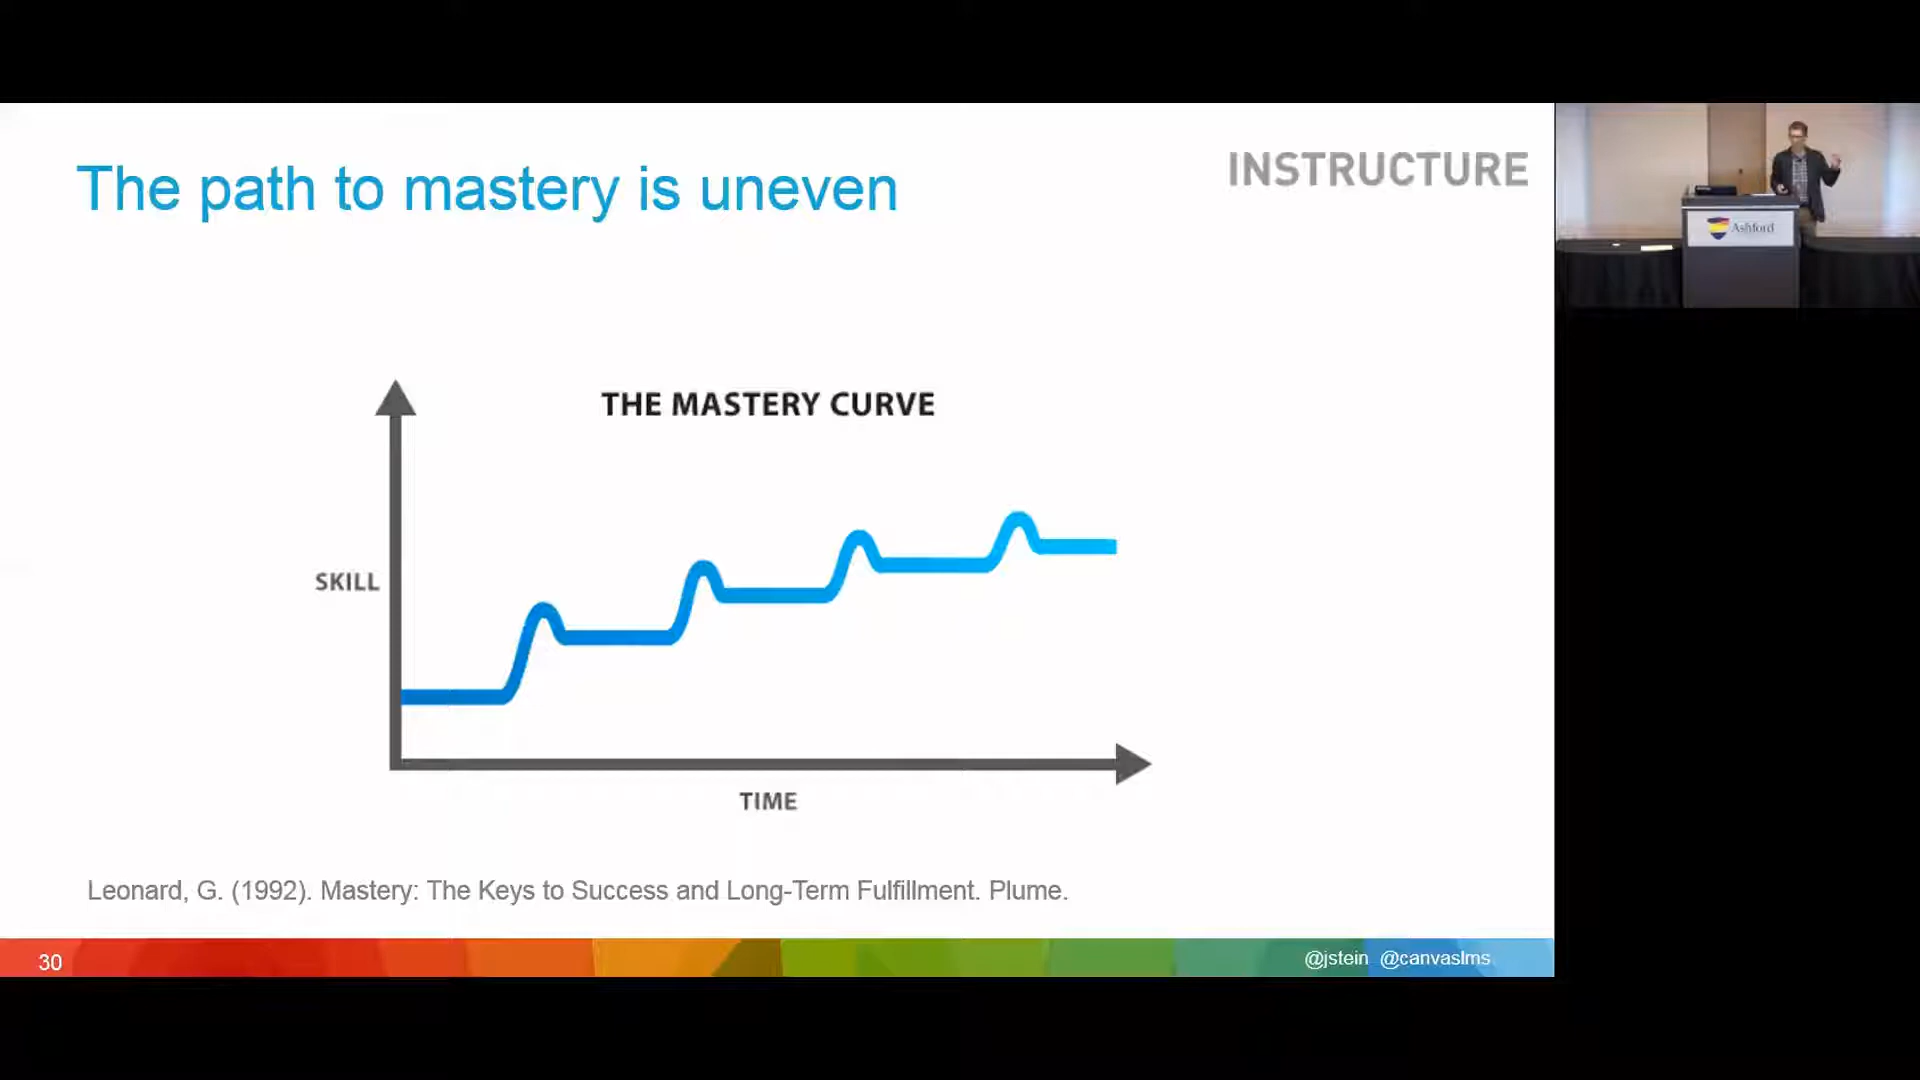 The path to mastery is uneven
INSTRUCTURE
Ashford
THE MASTERY CURVE
SKILL
TIME
Leonard, G. (1992). Mastery: The Keys to Success and Long-Term Fulfillment. Plume.
30
@jstein @canvaslms